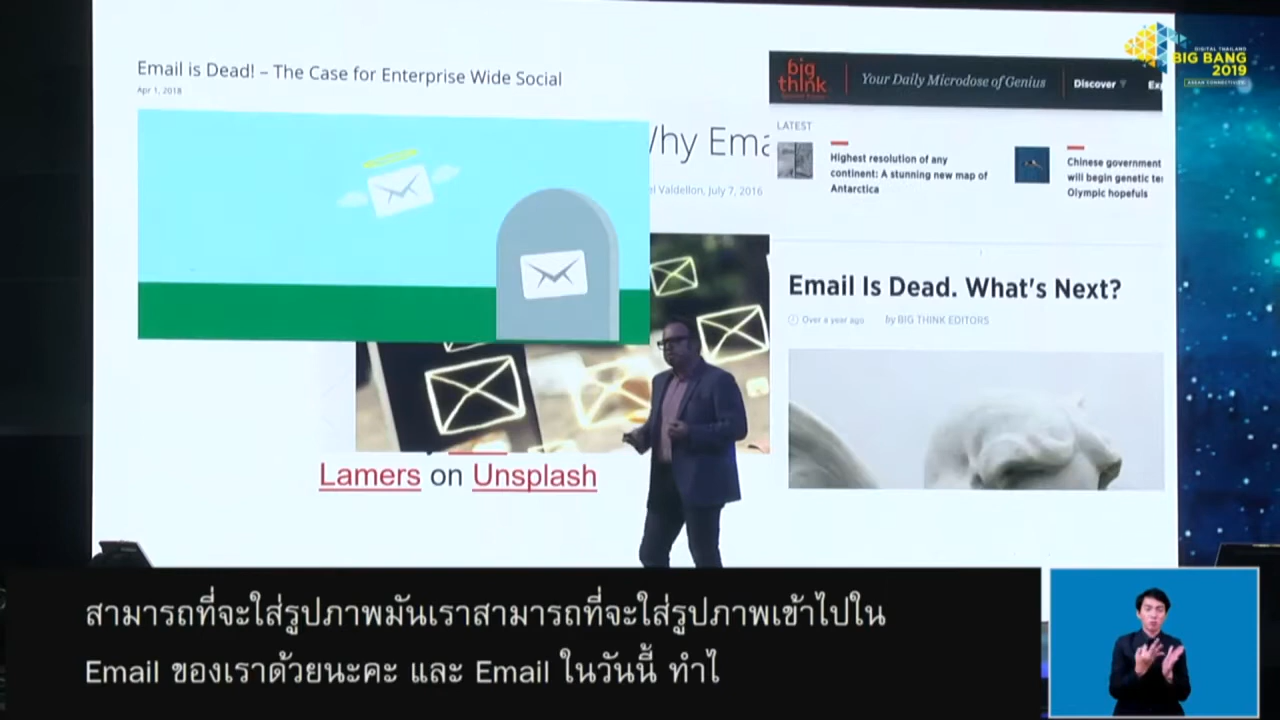 Email is Dead! – The Case for Enterprise Wide Social
Apr 1, 2018
Why Ema
el Valdellon, July 7, 2016
Lamers on Unsplash
big think
Your Daily Microdose of Genius
Discover
LATEST
Highest resolution of any
continent: A stunning new map of
Antarctica
Chinese government
will begin genetic te
Olympic hopefuls
Email Is Dead. What's Next?
Over a year ago by BIG THINK EDITORS
DIGITAL THAILAND
BIG BANG
2019
ASEAN CONNECTIVITY
สามารถที่จะใส่รูปภาพมันเราสามารถที่จะใส่รูปภาพเข้าไปใน
Email ของเราด้วยนะคะ และ Email ในวันนี้ ทำไ